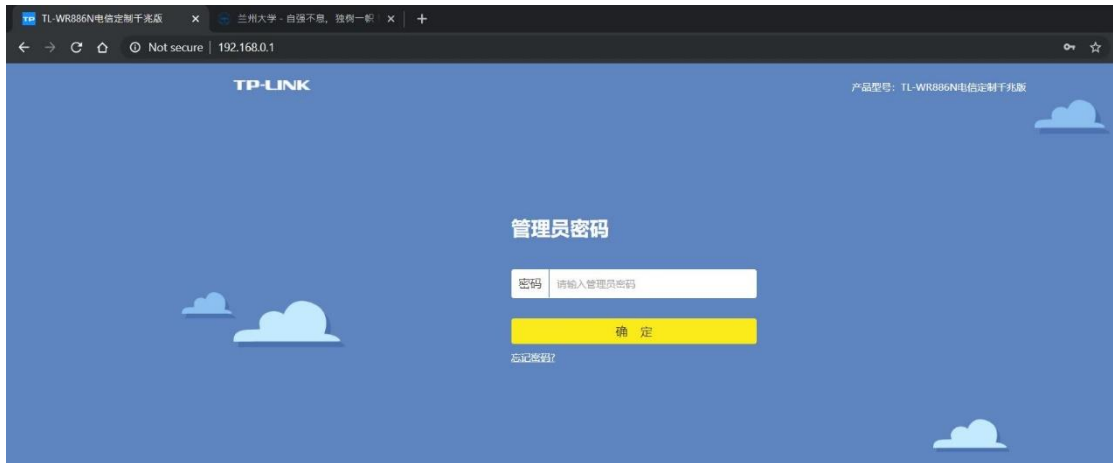 TP TL-WR886N电信定制千兆版
兰州大学 - 自强不息，独树一帜
Not secure | 192.168.0.1
TP-LINK
产品型号：TL-WR886N电信定制千兆版
管理员密码
密码 请输入管理员密码
确 定
忘记密码?